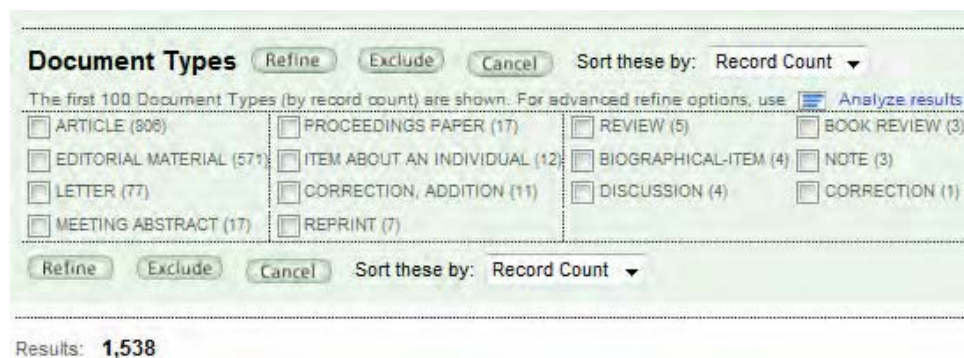 Document Types Refine Exclude Cancel Sort these by: Record Count
The first 100 Document Types (by record count) are shown. For advanced refine options, use Analyze results
ARTICLE (806) PROCEEDINGS PAPER (17) REVIEW (5) BOOK REVIEW (3)
EDITORIAL MATERIAL (571) ITEM ABOUT AN INDIVIDUAL (12) BIOGRAPHICAL-ITEM (4) NOTE (3)
LETTER (77) CORRECTION, ADDITION (11) DISCUSSION (4) CORRECTION (1)
MEETING ABSTRACT (17) REPRINT (7)
Refine Exclude Cancel Sort these by: Record Count
Results: 1,538